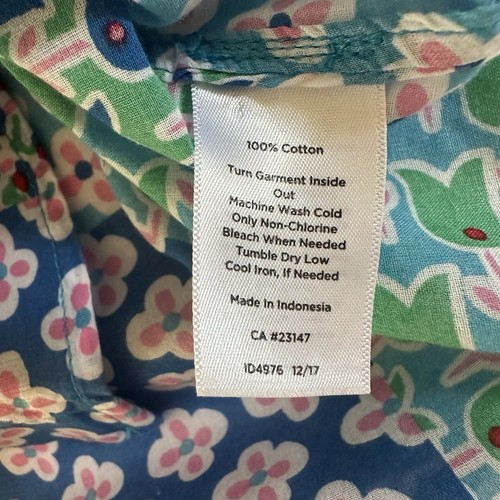 100% Cotton
Turn Garment Inside
Out
Machine Wash Cold
Only Non-Chlorine
Bleach When Needed
Tumble Dry Low
Cool Iron, If Needed
Made In Indonesia
CA #23147
ID4976 12/17